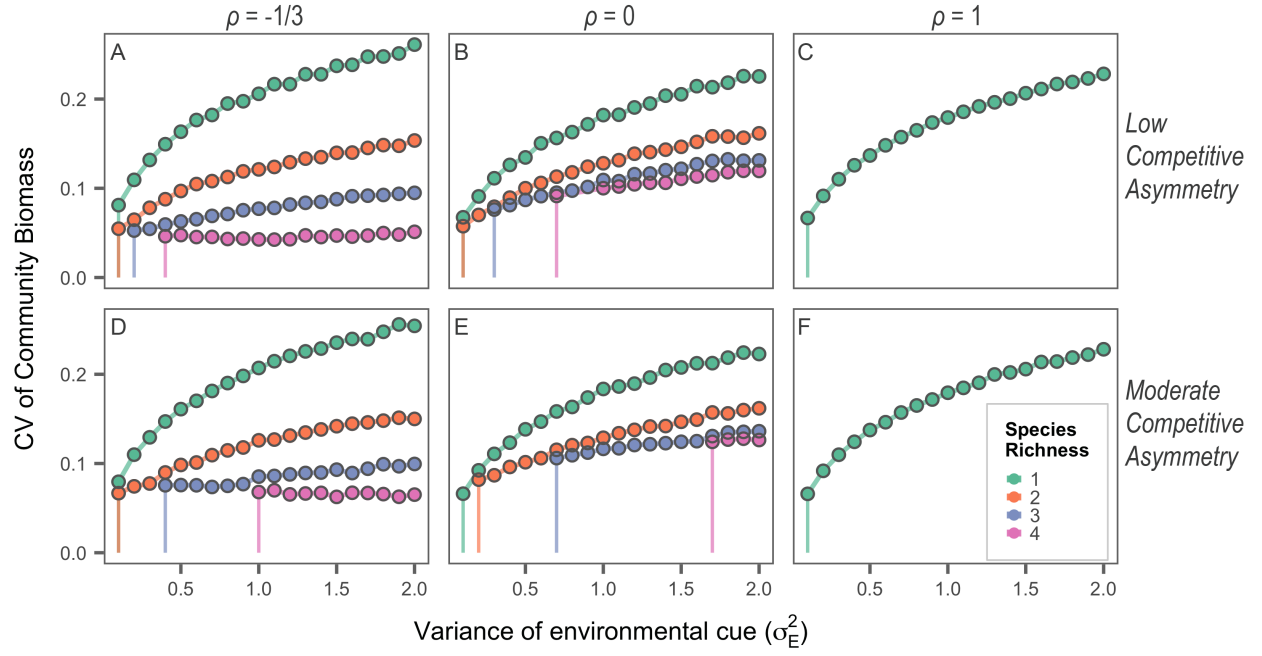 ρ = -1/3
ρ = 0
ρ = 1
A
B
C
0.2
0.1
0.0
Low
Competitive
Asymmetry
CV of Community Biomass
D
E
F
0.2
0.1
0.0
Moderate
Competitive
Asymmetry
Species
Richness
1
2
3
4
0.5 1.0 1.5 2.0
0.5 1.0 1.5 2.0
0.5 1.0 1.5 2.0
Variance of environmental cue (σ²_E)